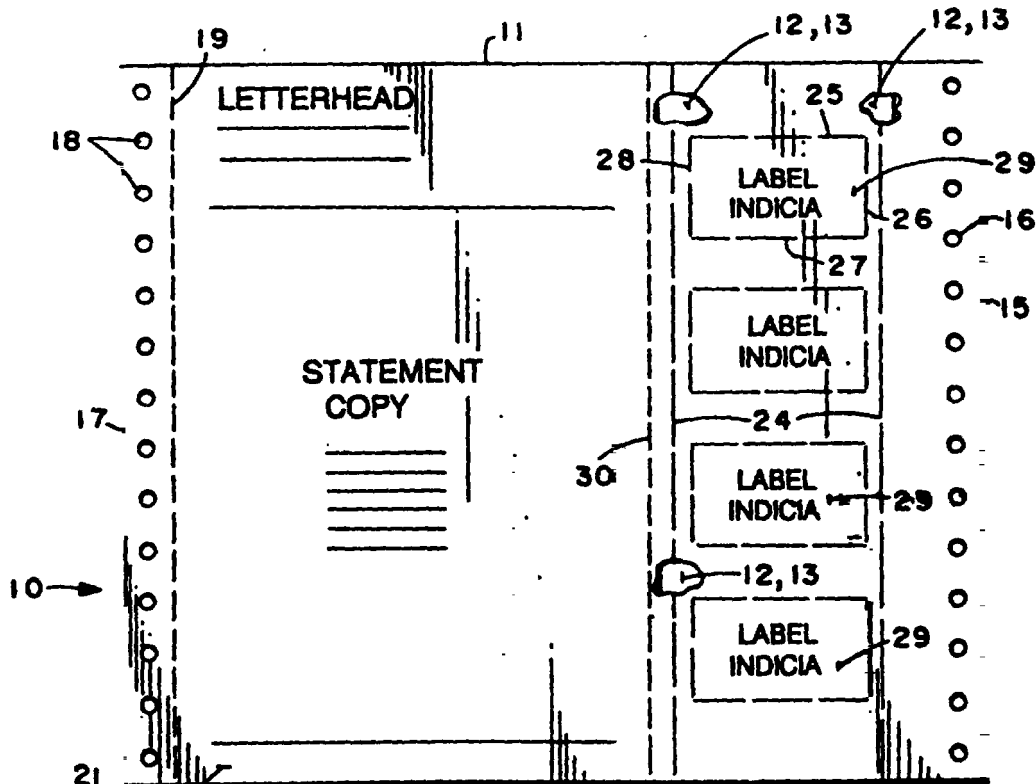 19
11
12,13
12,13
LETTERHEAD
25
18
28
LABEL
INDICIA
29
26
16
27
15
LABEL
INDICIA
STATEMENT
COPY
17
24
30
LABEL
INDICIA
29
10
12,13
LABEL
INDICIA
29
21